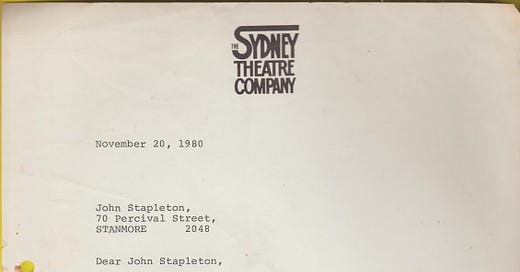 THE SYDNEY
THEATRE
COMPANY
November 20, 1980
John Stapleton,
70 Percival Street,
STANMORE 2048
Dear John Stapleton,